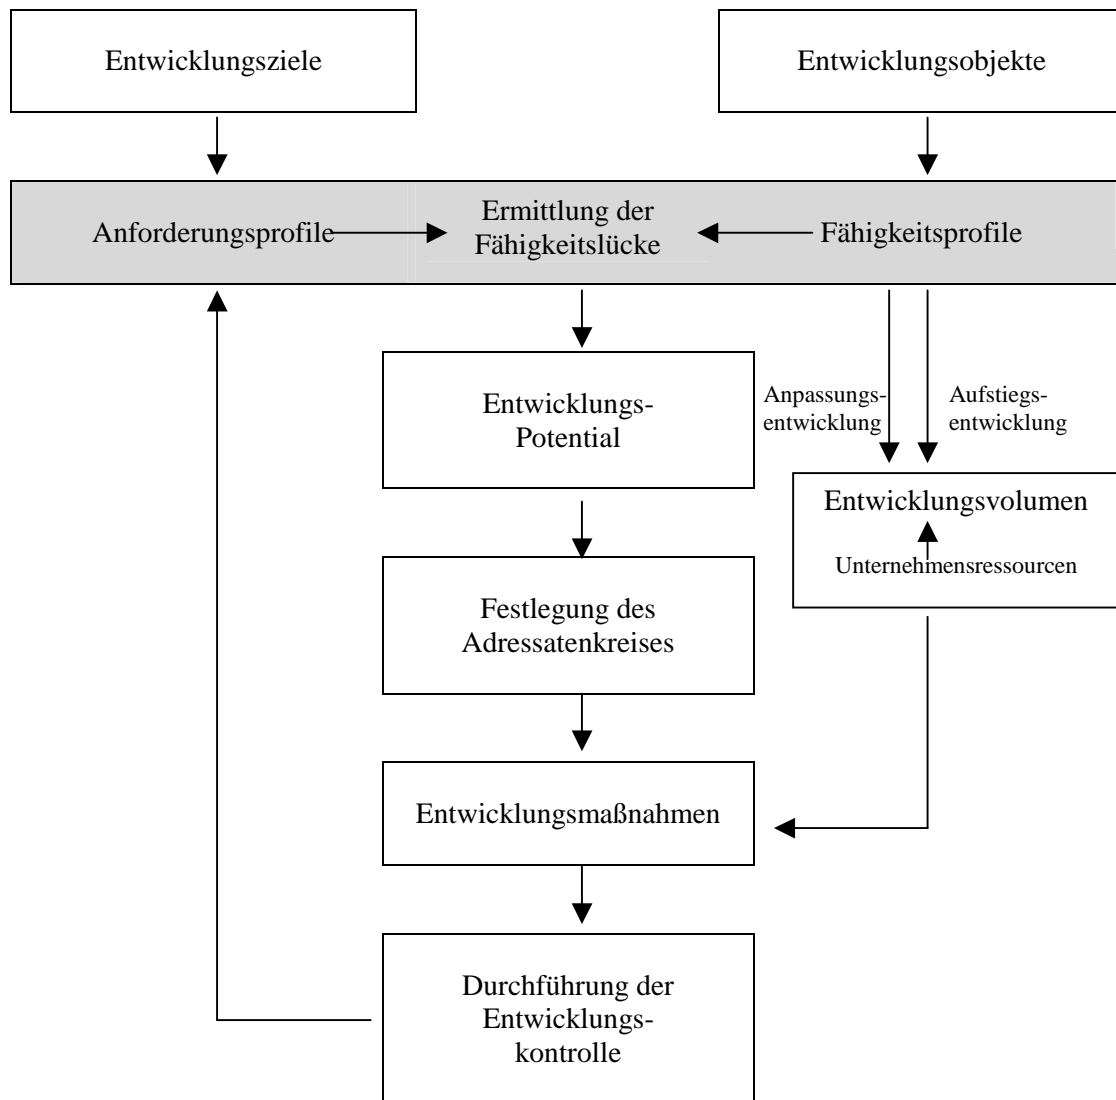 Entwicklungsziele
Entwicklungsobjekte
Anforderungsprofile
Ermittlung der
Fähigkeitslücke
Fähigkeitsprofile
Entwicklungs-
Potential
Anpassungs-
entwicklung
Aufstiegs-
entwicklung
Entwicklungsvolumen
Unternehmensressourcen
Festlegung des
Adressatenkreises
Entwicklungsmaßnahmen
Durchführung der
Entwicklungs-
kontrolle